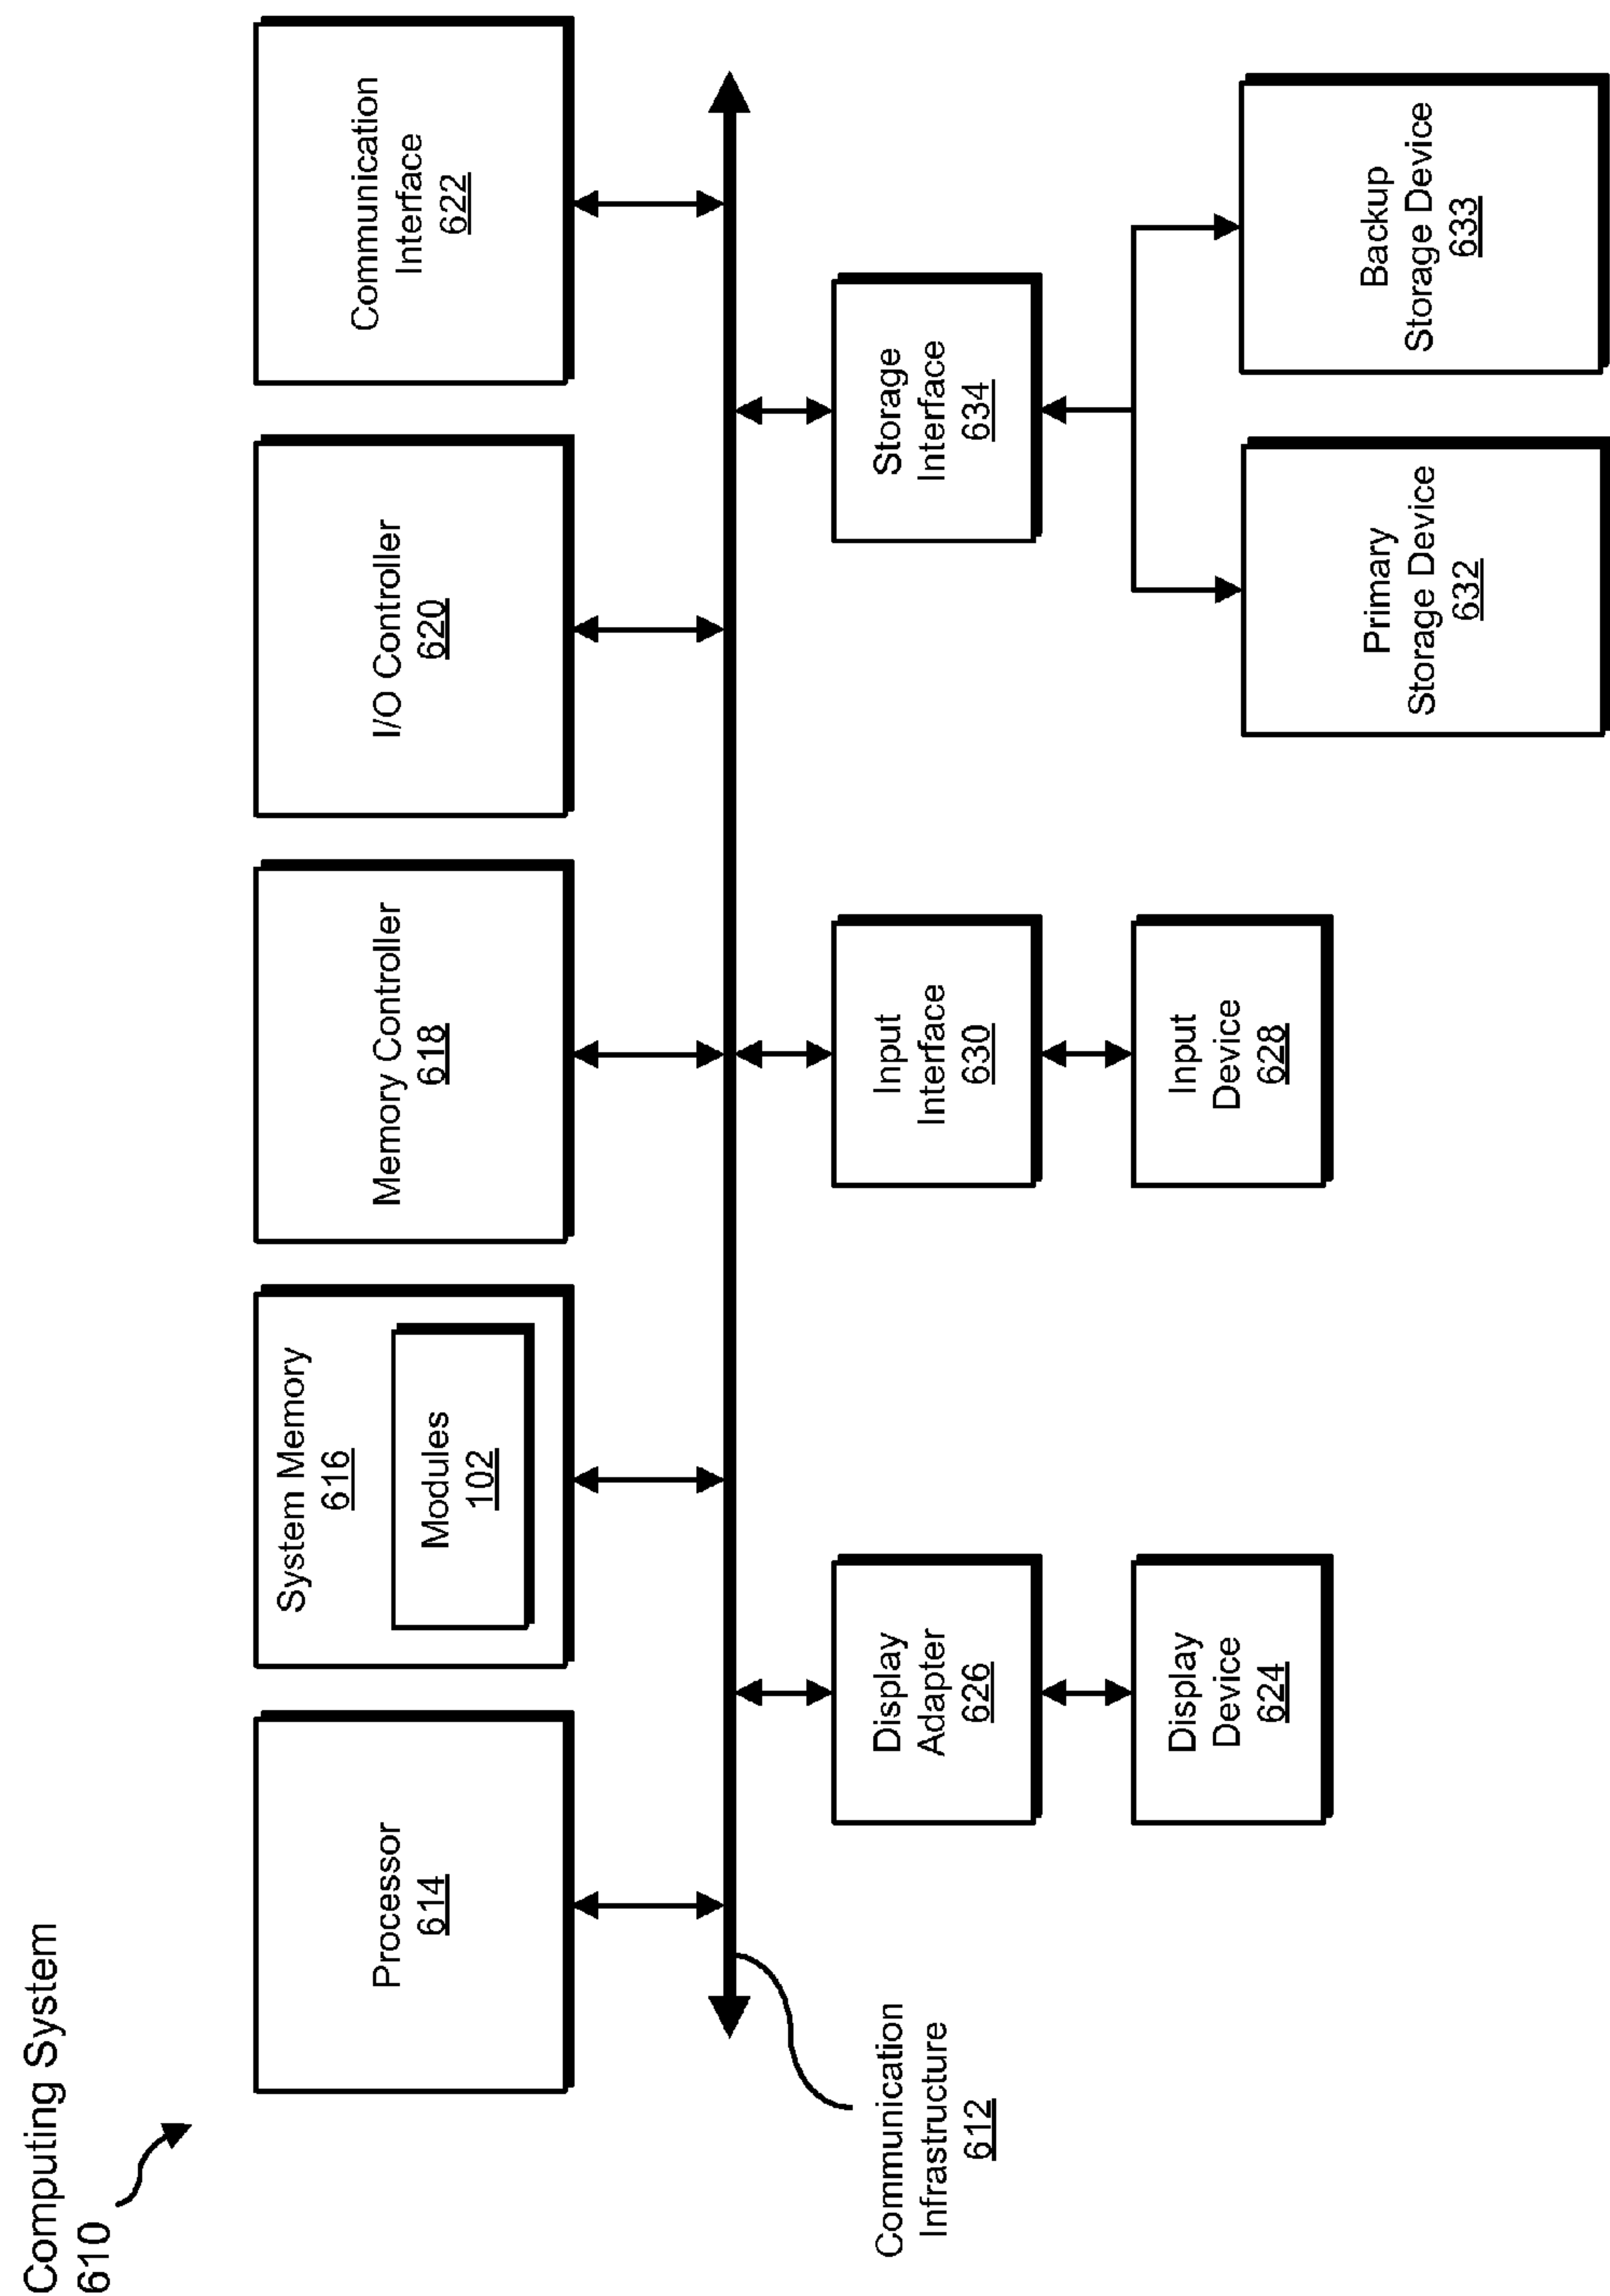 Computing System
610
Processor
614
System Memory
616
Modules
102
Memory Controller
618
I/O Controller
620
Communication
Interface
622
Communication
Infrastructure
612
Display
Adapter
626
Input
Interface
630
Storage
Interface
634
Display
Device
624
Input
Device
628
Primary
Storage Device
632
Backup
Storage Device
633